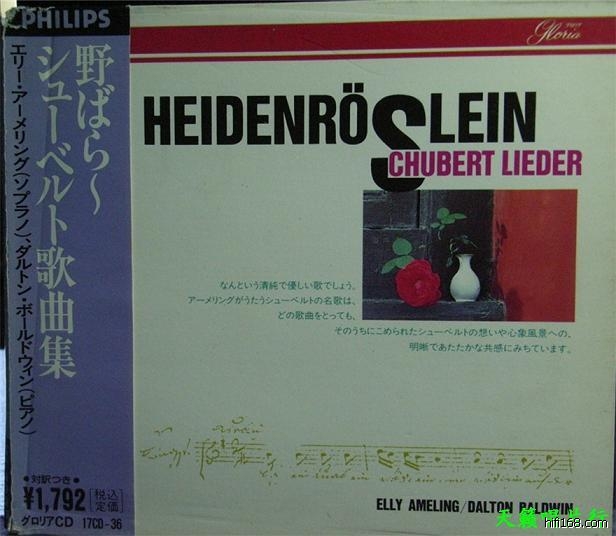 PHILIPS
野ばら〜
シューベルト歌曲集
エリー・アーメリング(ソプラノ)、ダルトン・ボールドウィン(ピアノ)
●対訳つき●
¥1,792
税込
定価
グロリアCD 17CD-36
Gloria
HEIDENRÖSLEIN
SCHUBERT LIEDER
なんという清純で優しい歌でしょう。
アーメリングがうたうシューベルトの名歌は、
どの歌曲をとっても、
そのうちにこめられたシューベルトの想いや心象風景への、
明晰であたたかな共感にみちています。
ELLY AMELING/DALTON BALDWIN
hifi168.com